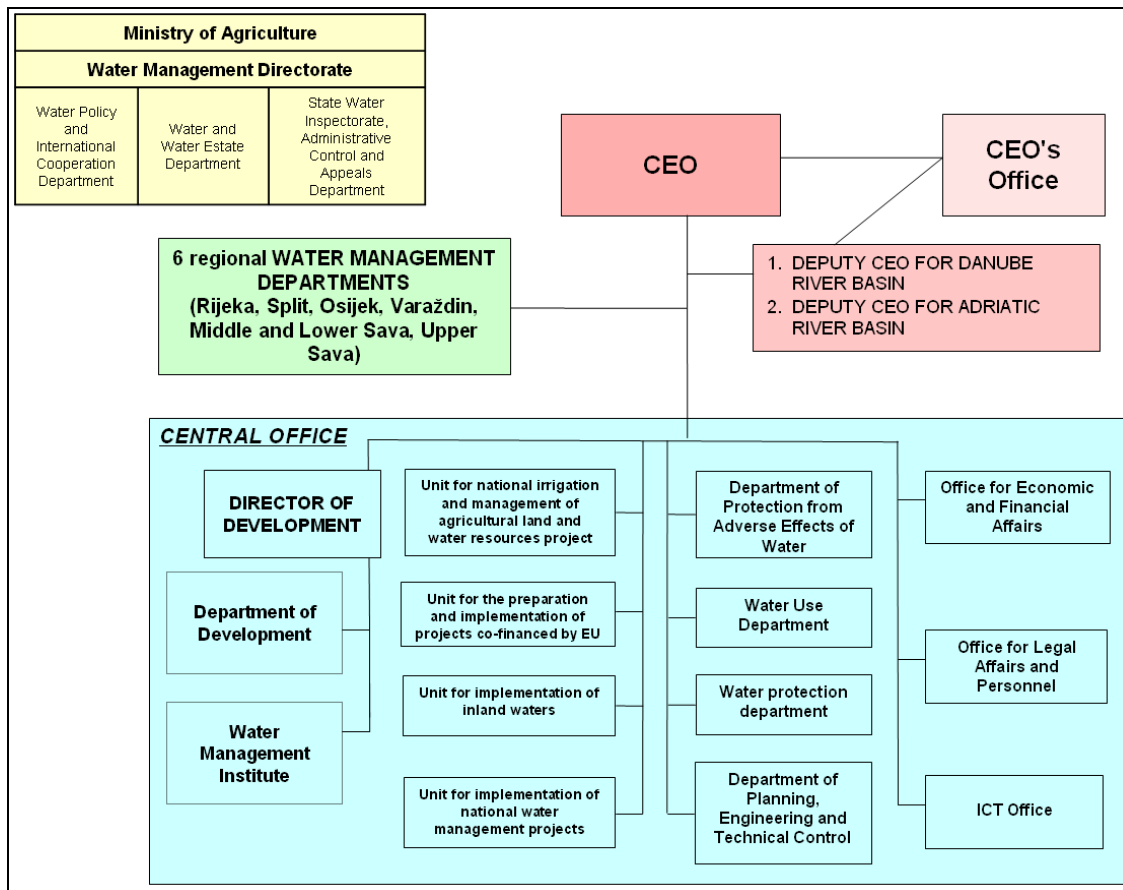 Ministry of Agriculture
Water Management Directorate
Water Policy
and
International
Cooperation
Department
Water and
Water Estate
Department
State Water
Inspectorate,
Administrative
Control and
Appeals
Department
CEO
CEO's
Office
6 regional WATER MANAGEMENT
DEPARTMENTS
(Rijeka, Split, Osijek, Varaždin,
Middle and Lower Sava, Upper
Sava)
1. DEPUTY CEO FOR DANUBE
RIVER BASIN
2. DEPUTY CEO FOR ADRIATIC
RIVER BASIN
CENTRAL OFFICE
DIRECTOR OF
DEVELOPMENT
Department of
Development
Water
Management
Institute
Unit for national irrigation
and management of
agricultural land and
water resources project
Unit for the preparation
and implementation of
projects co-financed by EU
Unit for implementation of
inland waters
Unit for implementation of
national water
management projects
Department of
Protection from
Adverse Effects of
Water
Water Use
Department
Water protection
department
Department of
Planning,
Engineering and
Technical Control
Office for Economic
and Financial
Affairs
Office for Legal
Affairs and
Personnel
ICT Office